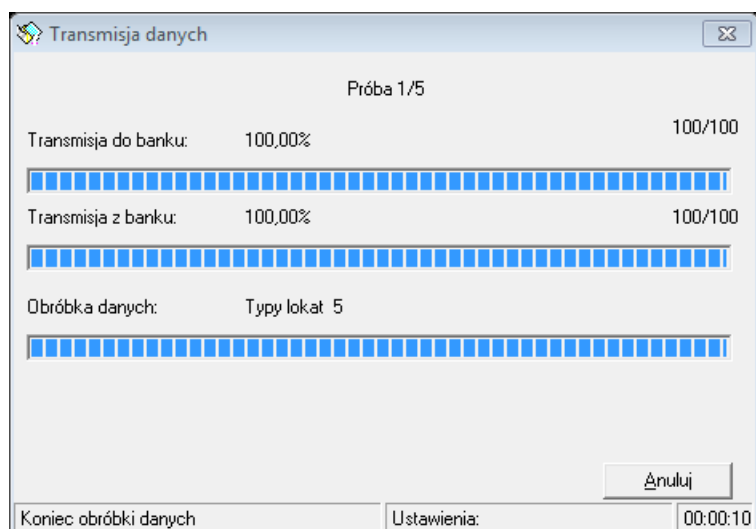 Transmisja danych
Próba 1/5
Transmisja do banku: 100,00% 100/100
Transmisja z banku: 100,00% 100/100
Obróbka danych: Typy lokat 5
Anuluj
Koniec obróbki danych Ustawienia: 00:00:10